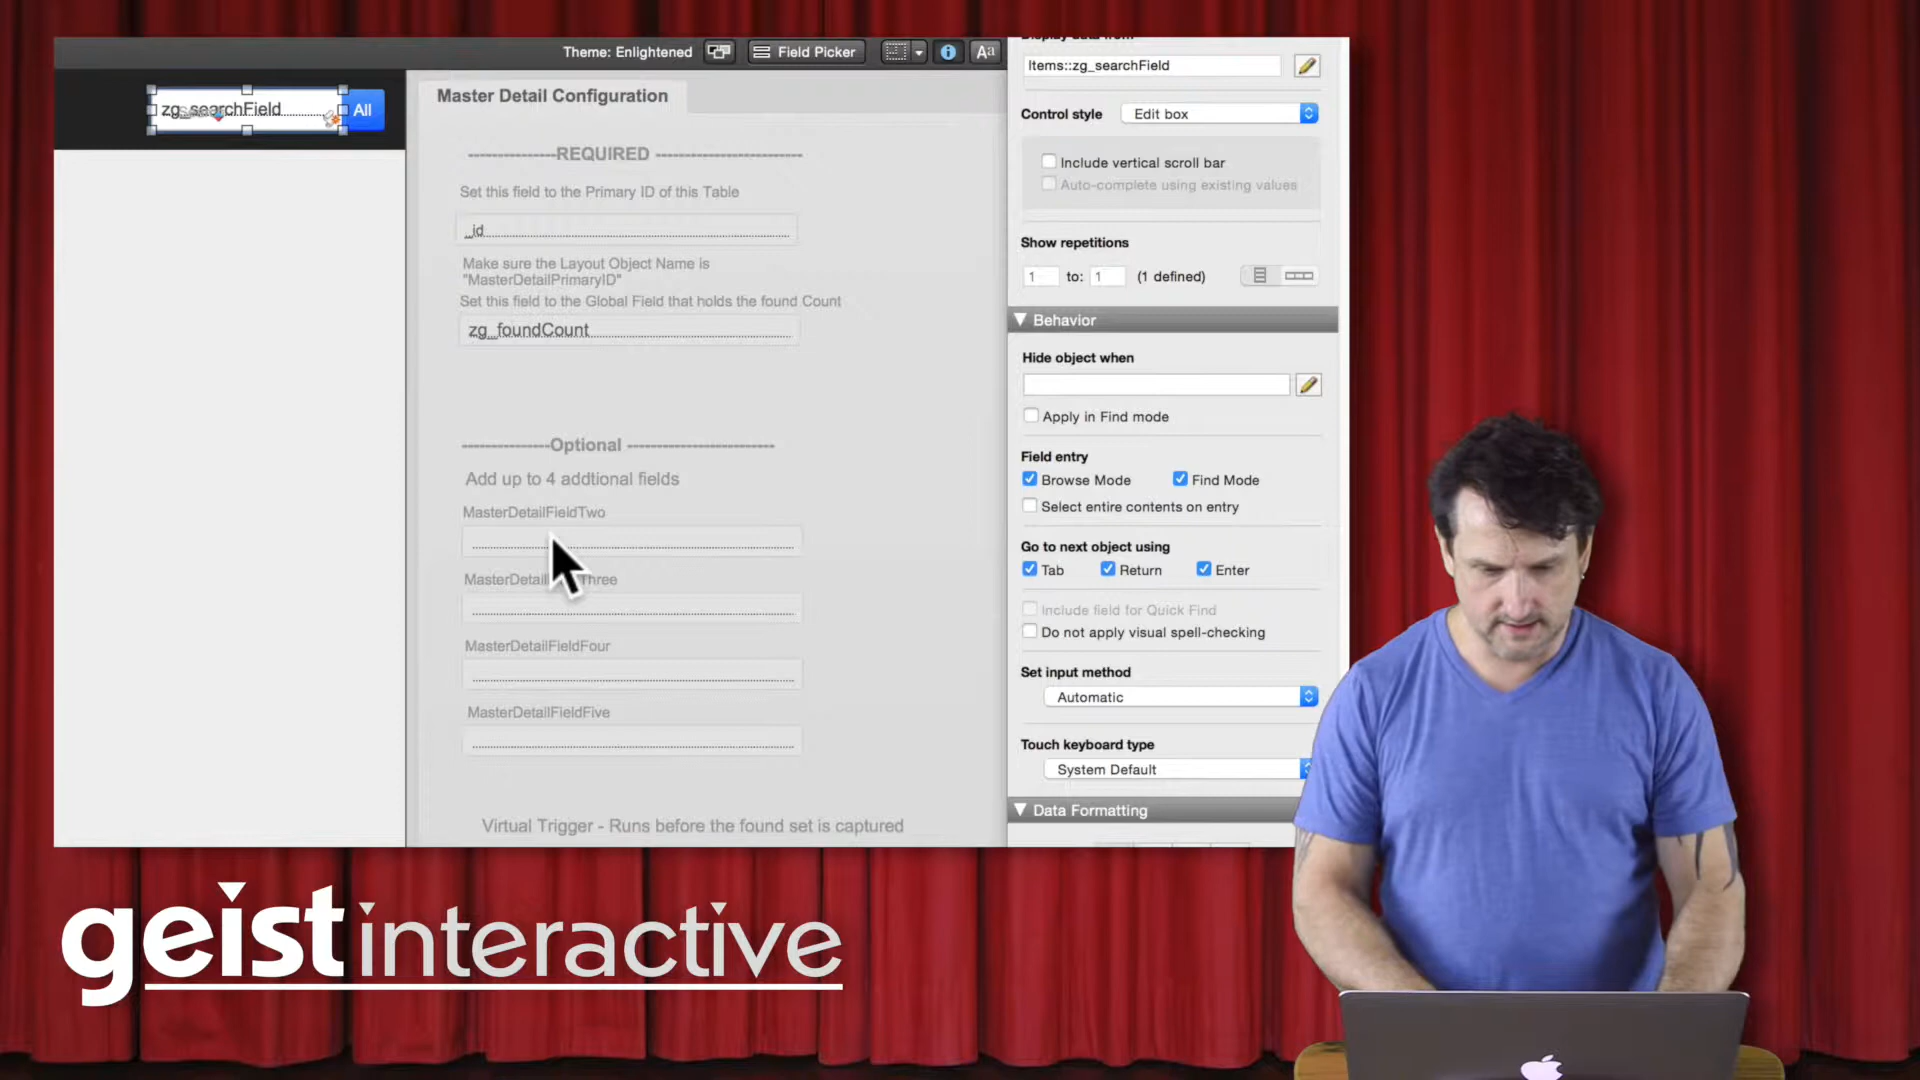 Theme: Enlightened
Field Picker
Aa
zg_searchField
All
Master Detail Configuration
---------------REQUIRED -------------------------
Set this field to the Primary ID of this Table
_id
Make sure the Layout Object Name is
"MasterDetailPrimaryID"
Set this field to the Global Field that holds the found Count
zg_foundCount
---------------Optional -------------------------
Add up to 4 addtional fields
MasterDetailFieldTwo
MasterDetail Three
MasterDetailFieldFour
MasterDetailFieldFive
Virtual Trigger - Runs before the found set is captured
Display data from
Items::zg_searchField
Control style
Edit box
Include vertical scroll bar
Auto-complete using existing values
Show repetitions
1 to: 1 (1 defined)
Behavior
Hide object when
Apply in Find mode
Field entry
Browse Mode
Find Mode
Select entire contents on entry
Go to next object using
Tab
Return
Enter
Include field for Quick Find
Do not apply visual spell-checking
Set input method
Automatic
Touch keyboard type
System Default
Data Formatting
geistinteractive